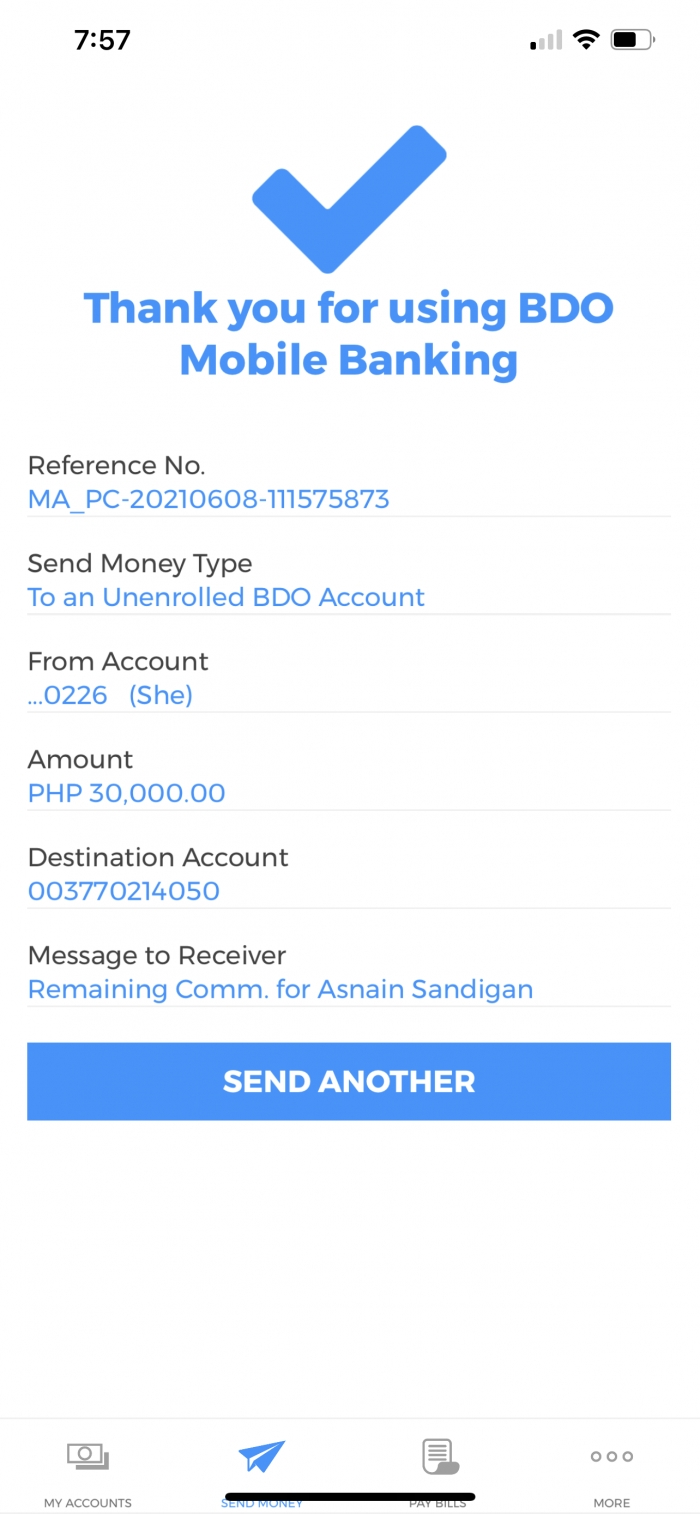 7:57
Thank you for using BDO
Mobile Banking
Reference No.
MA_PC-20210608-111575873
Send Money Type
To an Unenrolled BDO Account
From Account
...0226 (She)
Amount
PHP 30,000.00
Destination Account
003770214050
Message to Receiver
Remaining Comm. for Asnain Sandigan
SEND ANOTHER
MY ACCOUNTS SEND MONEY PAY BILLS MORE